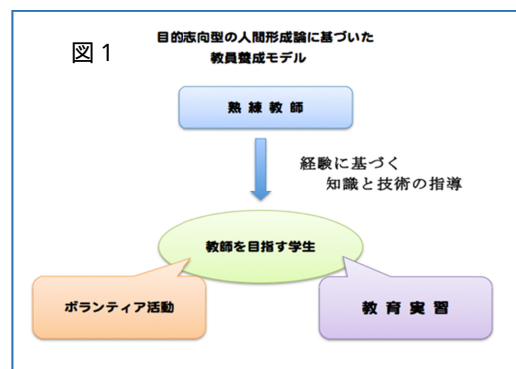 図1
目的志向型の人間形成論に基づいた
教員養成モデル
熟練教師
経験に基づく
知識と技術の指導
教師を目指す学生
ボランティア活動
教育実習